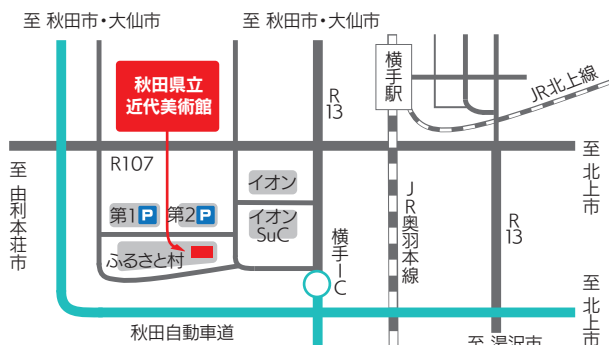 至 秋田市・大仙市
至 秋田市・大仙市
秋田県立
近代美術館
R
13
横手駅
JR北上線
至 北上市
至 由利本荘市
R107
イオン
第1 P
第2 P
イオン
SuC
JR奥羽本線
R
13
ふるさと村
横手IC
至 北上市
秋田自動車道
至 湯沢市